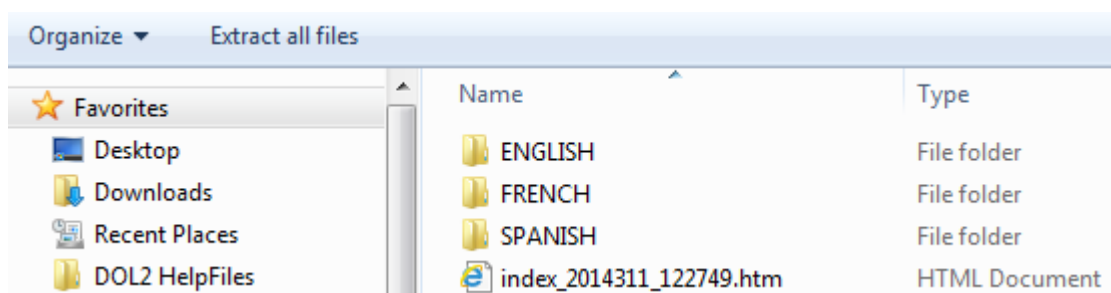 Organize Extract all files
Favorites
Desktop
Downloads
Recent Places
DOL2 HelpFiles
Name Type
ENGLISH File folder
FRENCH File folder
SPANISH File folder
index_2014311_122749.htm HTML Document